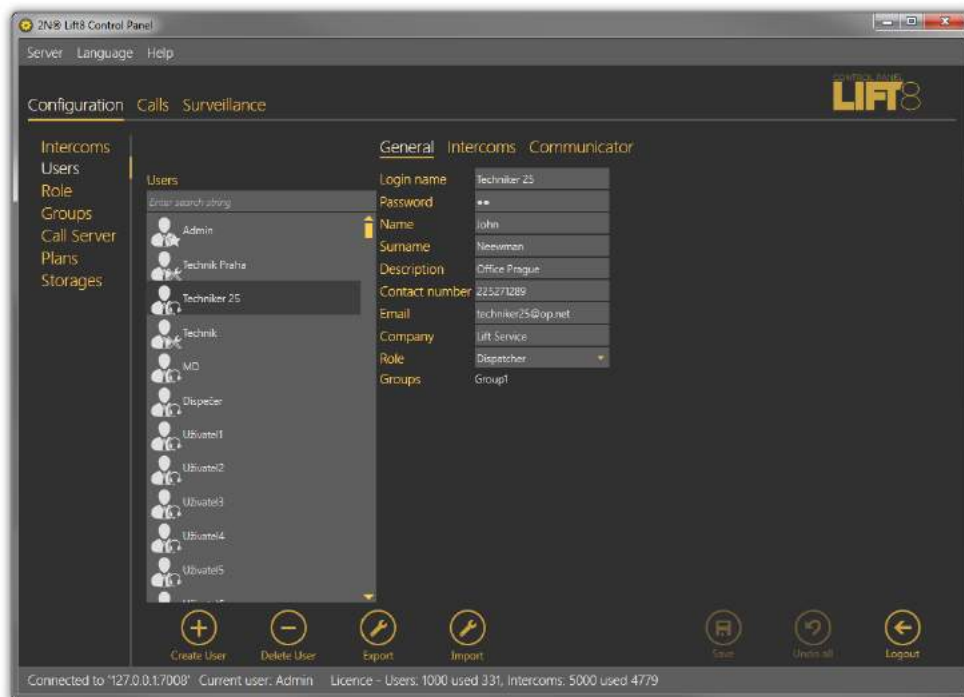 2N® Lift8 Control Panel
Server Language Help
CONTROL PANEL
LIFT8
Configuration Calls Surveillance
Intercoms
Users
Role
Groups
Call Server
Plans
Storages
Users
Enter search string
Admin
Technik Praha
Techniker 25
Technik
MD
Dispečer
Uživatel1
Uživatel2
Uživatel3
Uživatel4
Uživatel5
General Intercoms Communicator
Login name Techniker 25
Password ••
Name John
Surname Neewman
Description Office Prague
Contact number 225271289
Email techniker25@op.net
Company Lift Service
Role Dispatcher
Groups Group1
Create User Delete User Export Import Save Undo all Logout
Connected to '127.0.0.1:7008' Current user: Admin Licence - Users: 1000 used 331, Intercoms: 5000 used 4779